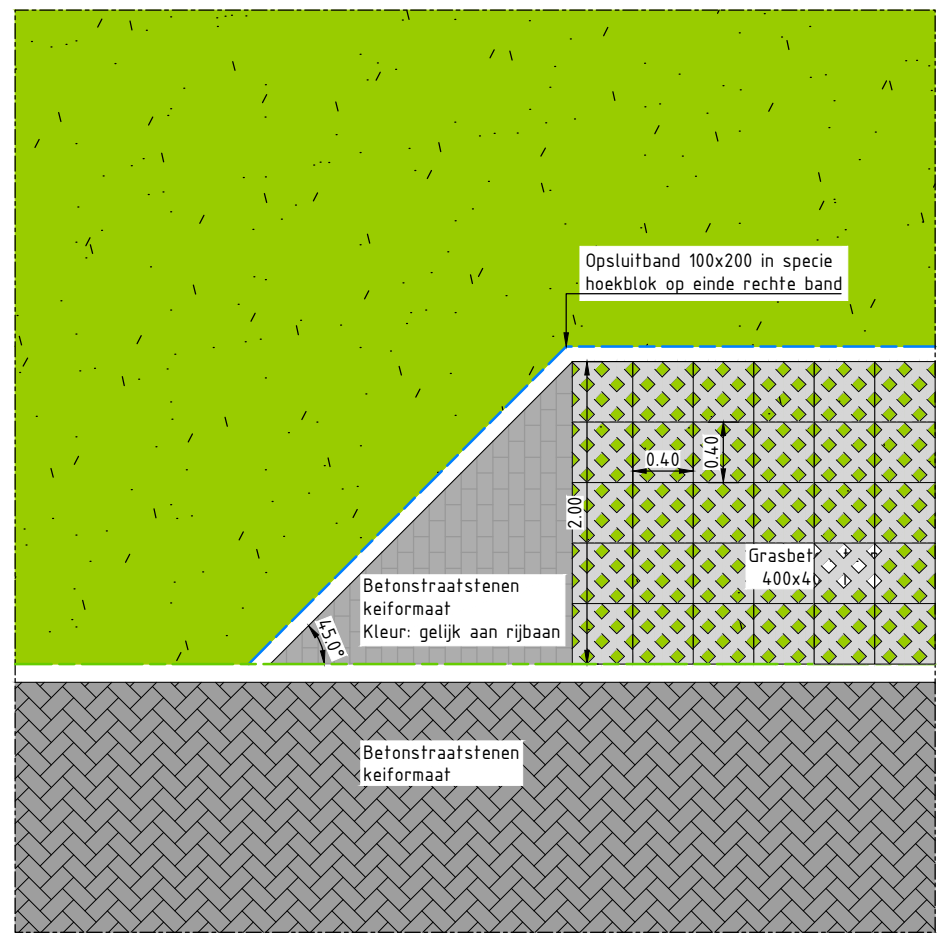 Opsluitband 100x200 in specie
hoekblok op einde rechte band
0.40
0.40
2.00
Grasbet
400x4
Betonstraatstenen
keiformaat
Kleur: gelijk aan rijbaan
45.0°
Betonstraatstenen
keiformaat